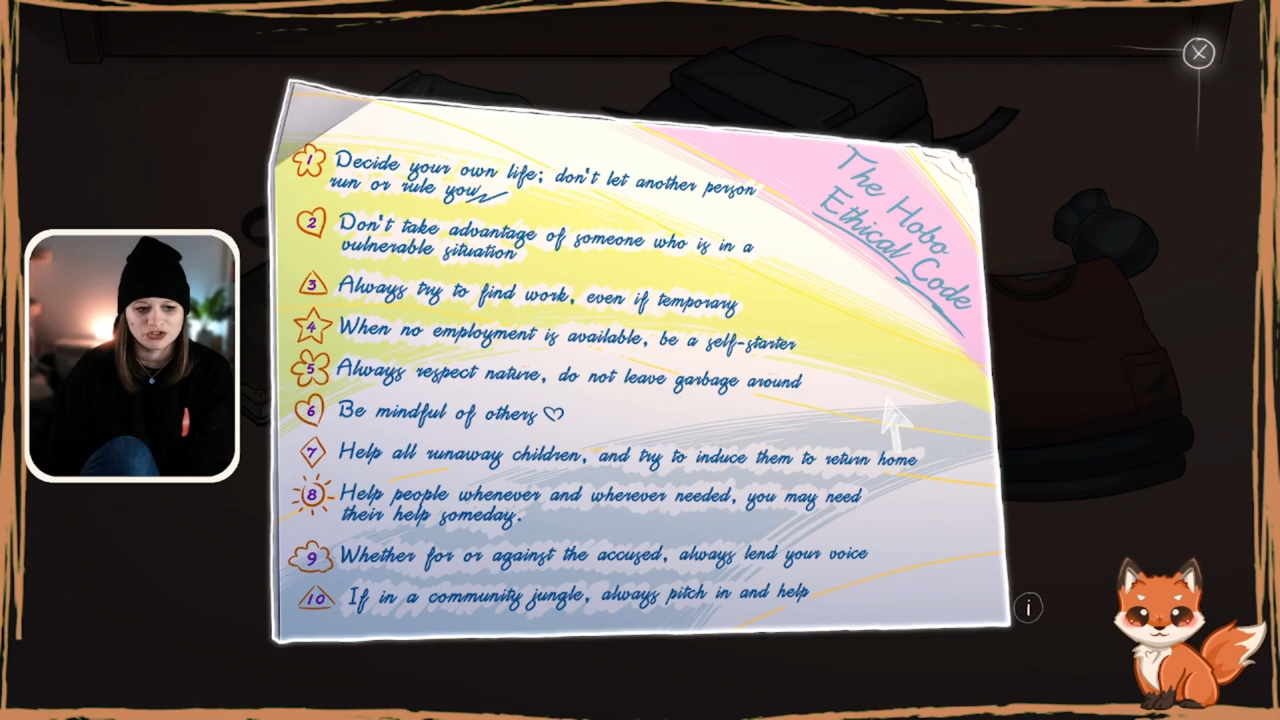 The Hobo
Ethical Code
1 Decide your own life; don't let another person
run or rule you
2 Don't take advantage of someone who is in a
vulnerable situation
3 Always try to find work, even if temporary
4 When no employment is available, be a self-starter
5 Always respect nature, do not leave garbage around
6 Be mindful of others ♡
7 Help all runaway children, and try to induce them to return home
8 Help people whenever and wherever needed, you may need
their help someday.
9 Whether for or against the accused, always lend your voice
10 If in a community jungle, always pitch in and help
i